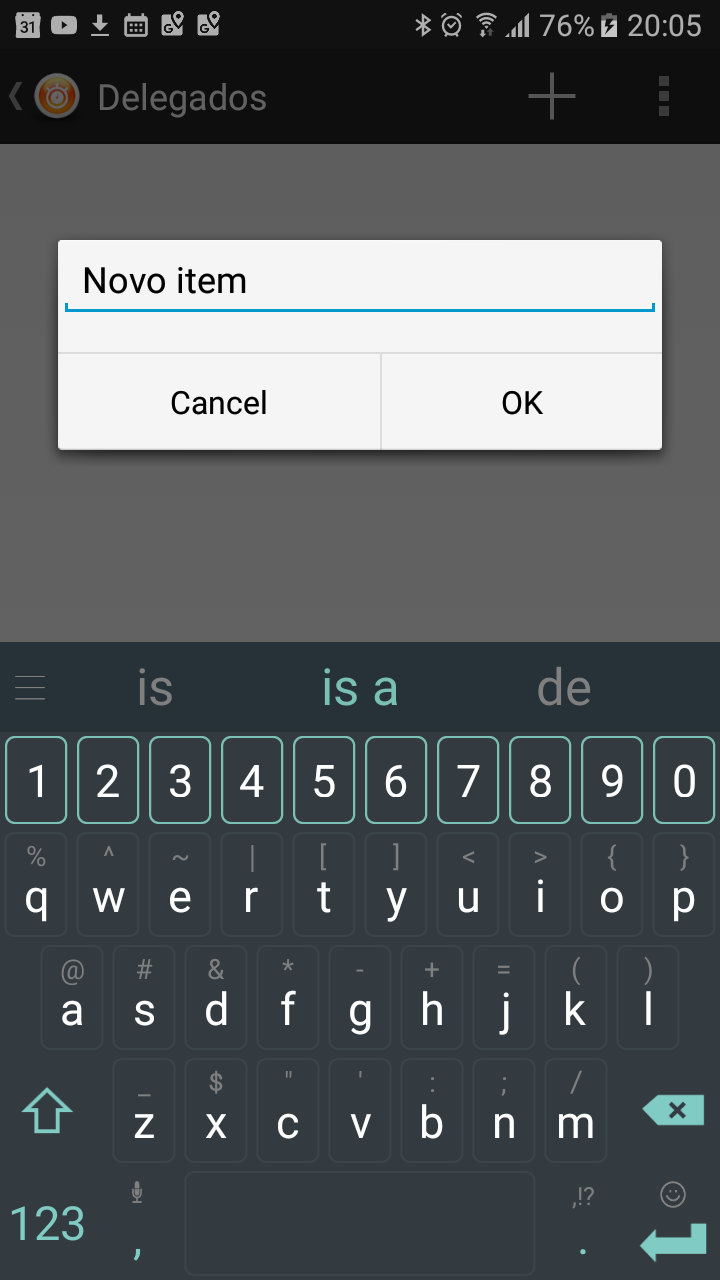 31 G G 76% 20:05
Delegados
Novo item
Cancel OK
is is a de
1 2 3 4 5 6 7 8 9 0
% ^ ~ | [ ] < > { }
q w e r t y u i o p
@ # & * - + = ( )
a s d f g h j k l
_ $ " ' : ; /
z x c v b n m
,!?
123 , .